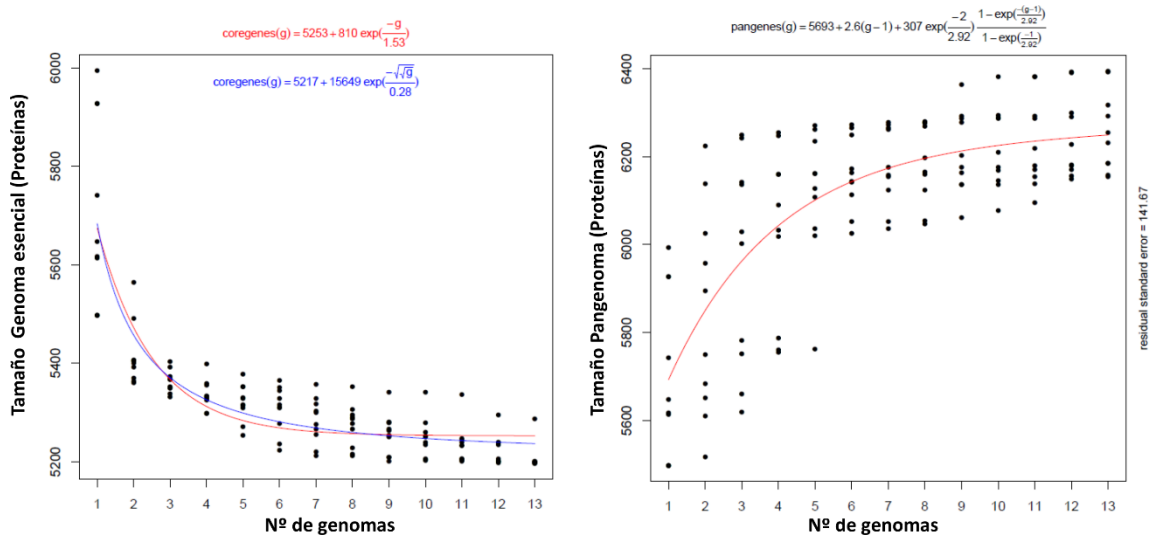 coregenes(g) = 5253 + 810 exp(-g/1.53)
coregenes(g) = 5217 + 15649 exp(-√√g/0.28)
Tamaño Genoma esencial (Proteínas)
6000
5800
5600
5400
5200
1 2 3 4 5 6 7 8 9 10 11 12 13
Nº de genomas
pangenes(g) = 5693 + 2.6(g-1) + 307 exp(-2/2.92) (1-exp(-(g-1)/2.92))/(1-exp(-1/2.92))
Tamaño Pangenoma (Proteínas)
6400
6200
6000
5800
5600
1 2 3 4 5 6 7 8 9 10 11 12 13
Nº de genomas
residual standard error = 141.67